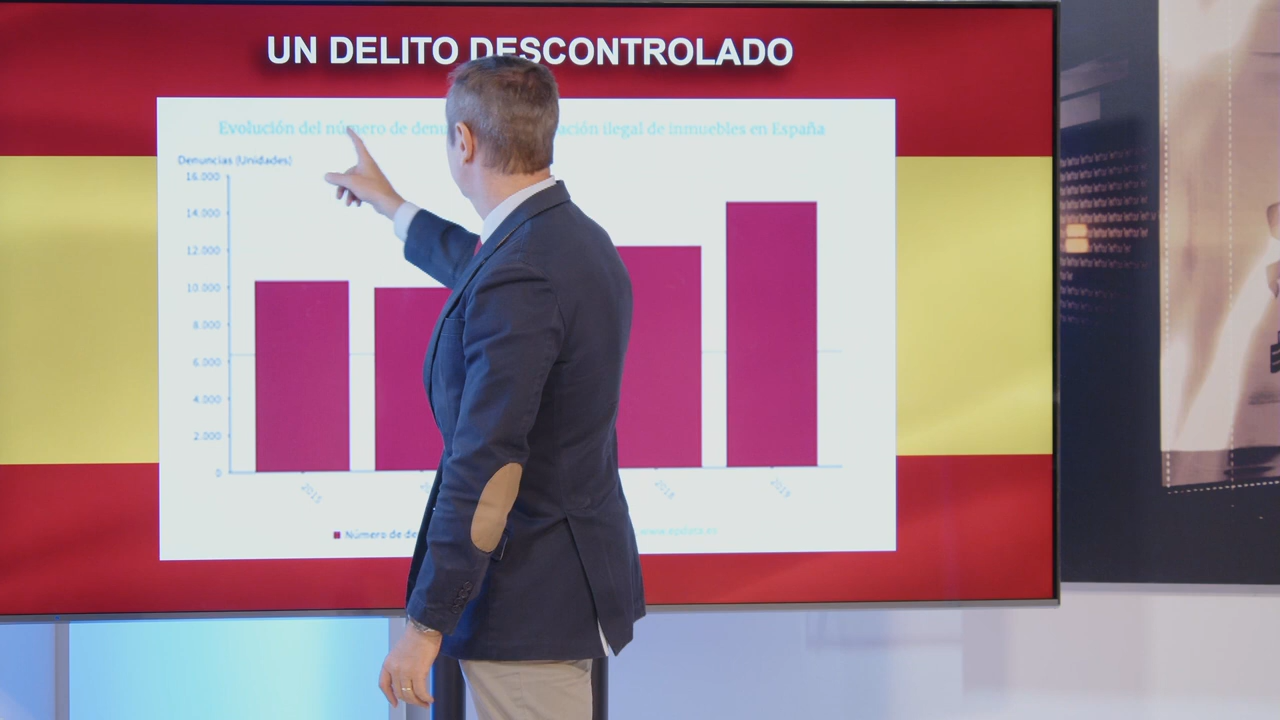 UN DELITO DESCONTROLADO
Evolución del número de ación ilegal de inmuebles en España
Denuncias (Unidades)
16.000
14.000
12.000
10.000
8.000
6.000
4.000
2.000
0
2015
2018
2019
Número de de
www.epdata.es